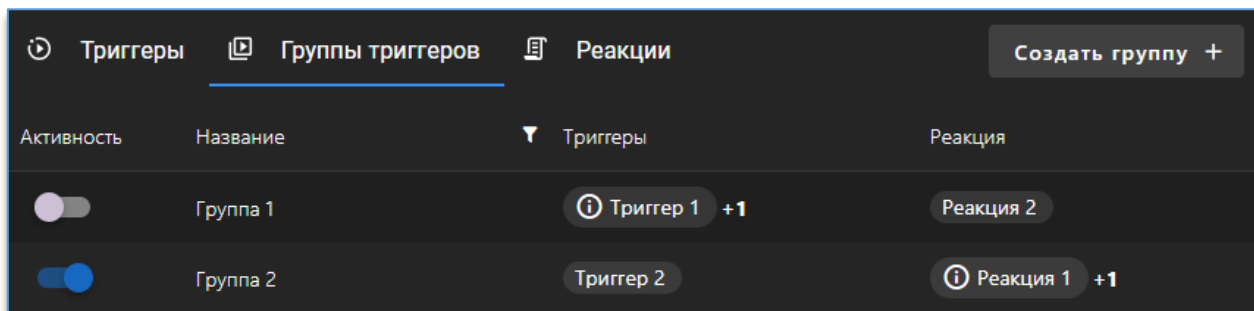 Триггеры Группы триггеров Реакции Создать группу +
Активность Название Триггеры Реакция
Группа 1 Триггер 1 +1 Реакция 2
Группа 2 Триггер 2 Реакция 1 +1